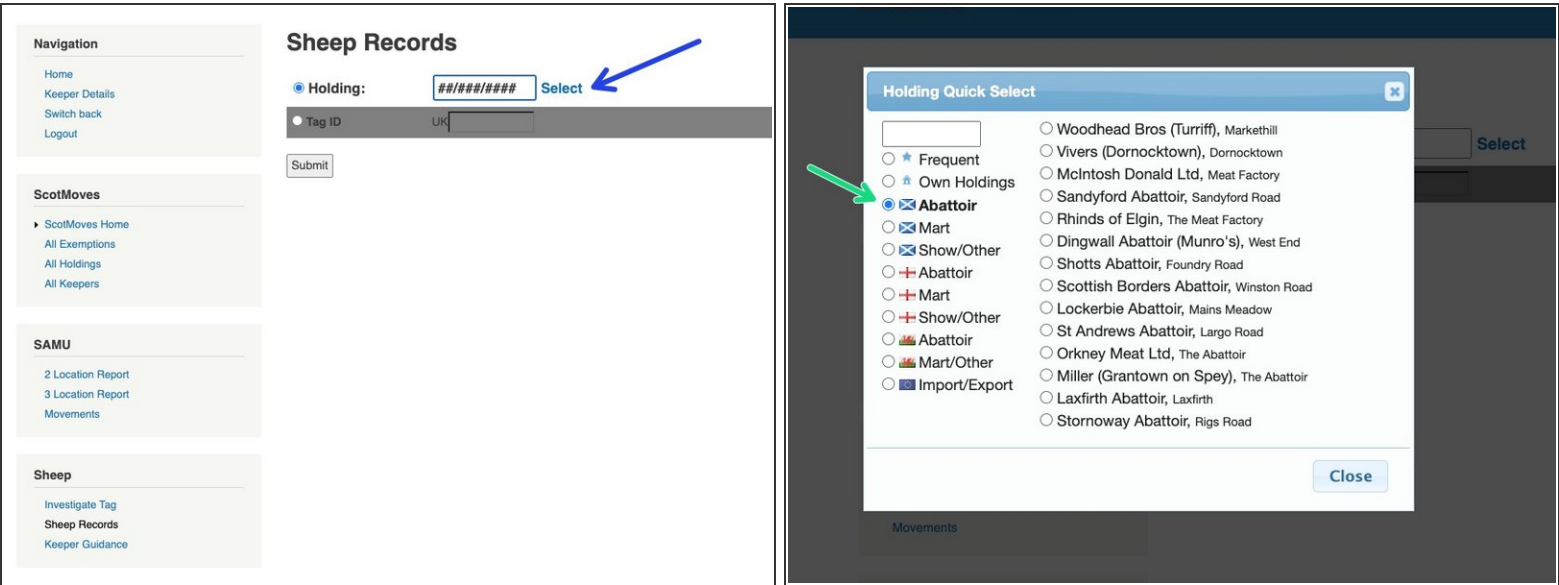 Navigation
Home
Keeper Details
Switch back
Logout
ScotMoves
ScotMoves Home
All Exemptions
All Holdings
All Keepers
SAMU
2 Location Report
3 Location Report
Movements
Sheep
Investigate Tag
Sheep Records
Keeper Guidance
Sheep Records
Holding: ##/###/#### Select
Tag ID UK
Submit
Holding Quick Select
Frequent
Own Holdings
Abattoir
Mart
Show/Other
Abattoir
Mart
Show/Other
Abattoir
Mart/Other
Import/Export
Woodhead Bros (Turriff), Markethill
Vivers (Dornocktown), Dornocktown
McIntosh Donald Ltd, Meat Factory
Sandyford Abattoir, Sandyford Road
Rhinds of Elgin, The Meat Factory
Dingwall Abattoir (Munro's), West End
Shotts Abattoir, Foundry Road
Scottish Borders Abattoir, Winston Road
Lockerbie Abattoir, Mains Meadow
St Andrews Abattoir, Largo Road
Orkney Meat Ltd, The Abattoir
Miller (Grantown on Spey), The Abattoir
Laxfirth Abattoir, Laxfirth
Stornoway Abattoir, Rigs Road
Close
Select
Movements